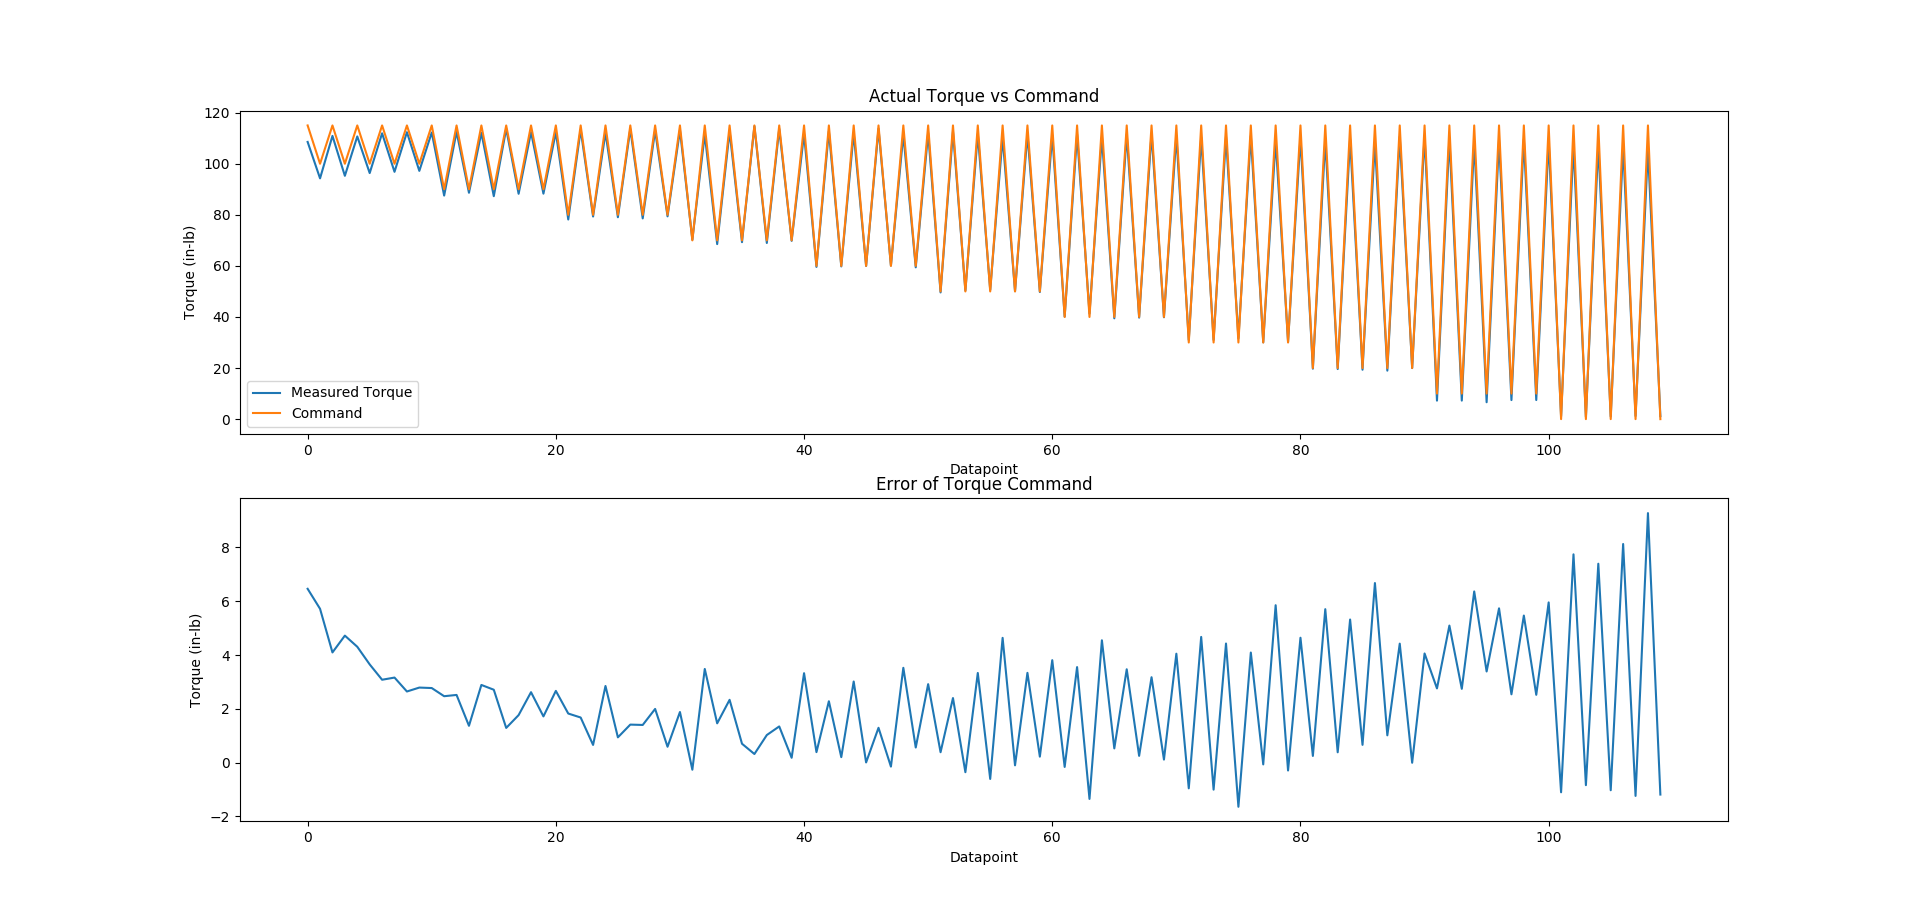 Actual Torque vs Command
120
100
80
60
40
20
0
Torque (in-lb)
Measured Torque
Command
0 20 40 60 80 100
Datapoint
Error of Torque Command
8
6
4
2
0
−2
Torque (in-lb)
0 20 40 60 80 100
Datapoint